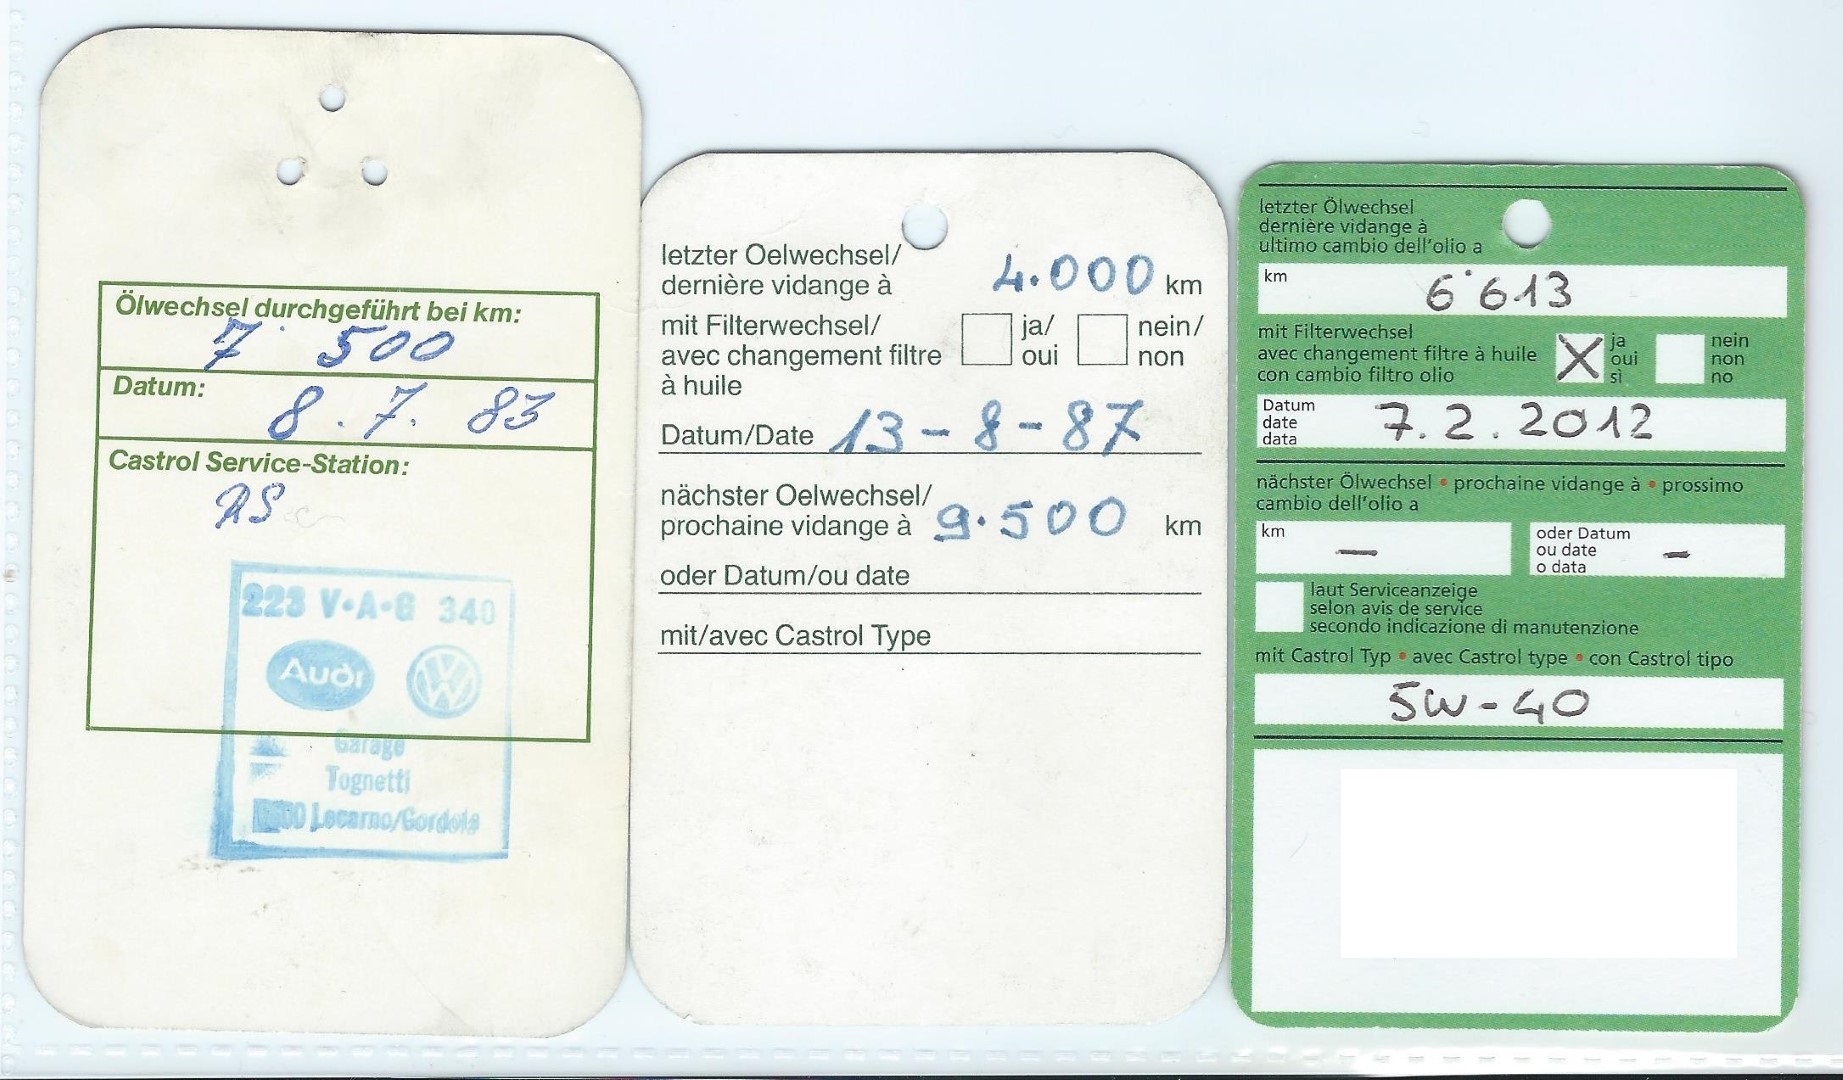 Ölwechsel durchgeführt bei km:
7' 500
Datum:
8. 7. 83
Castrol Service-Station:
223 V•A•G 340
Audi
Garage
Tognetti
Locarno/Gordola
letzter Oelwechsel/
dernière vidange à 4.000 km
mit Filterwechsel/ ja/ nein/
avec changement filtre oui non
à huile
Datum/Date 13-8-87
nächster Oelwechsel/
prochaine vidange à 9.500 km
oder Datum/ou date
mit/avec Castrol Type
letzter Ölwechsel
dernière vidange à
ultimo cambio dell'olio a
km 6'613
mit Filterwechsel ja nein
avec changement filtre à huile X oui non
con cambio filtro olio sì no
Datum
date 7.2.2012
data
nächster Ölwechsel • prochaine vidange à • prossimo
cambio dell'olio a
km – oder Datum
ou date –
o data
laut Serviceanzeige
selon avis de service
secondo indicazione di manutenzione
mit Castrol Typ • avec Castrol type • con Castrol tipo
5W-40